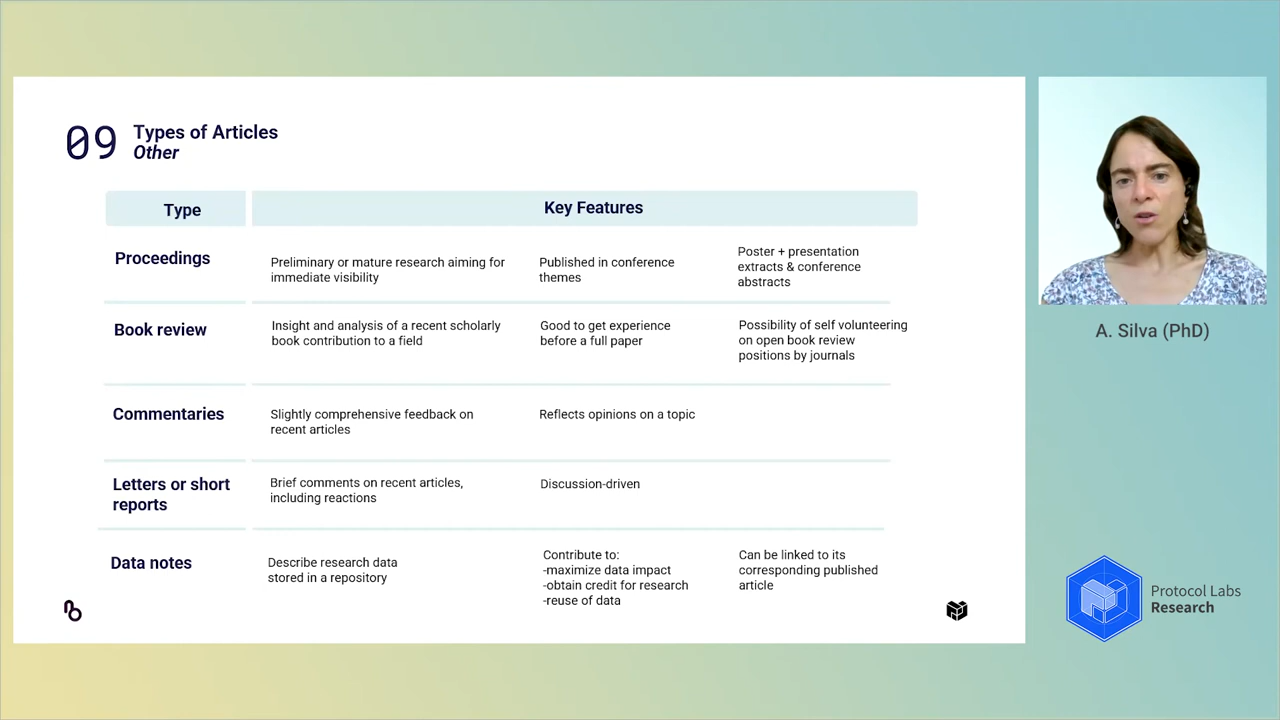 09
Types of Articles
Other
Type
Key Features
Proceedings
Preliminary or mature research aiming for
immediate visibility
Published in conference
themes
Poster + presentation
extracts & conference
abstracts
Book review
Insight and analysis of a recent scholarly
book contribution to a field
Good to get experience
before a full paper
Possibility of self volunteering
on open book review
positions by journals
Commentaries
Slightly comprehensive feedback on
recent articles
Reflects opinions on a topic
Letters or short
reports
Brief comments on recent articles,
including reactions
Discussion-driven
Data notes
Describe research data
stored in a repository
Contribute to:
-maximize data impact
-obtain credit for research
-reuse of data
Can be linked to its
corresponding published
article
A. Silva (PhD)
Protocol Labs
Research